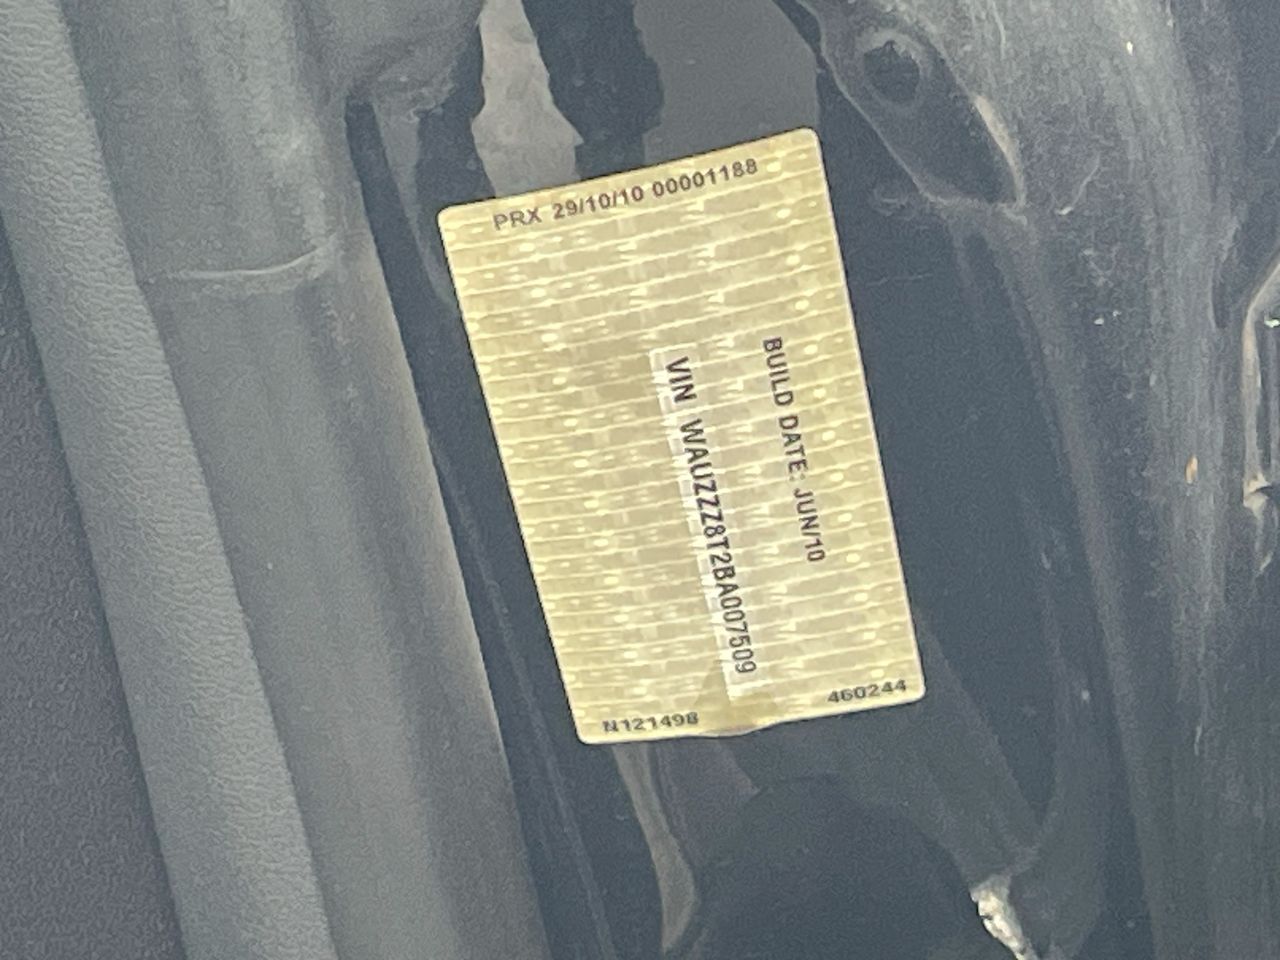 PRX 29/10/10 00001188
BUILD DATE: JUN/10
VIN WAUZZZ8T2BA007509
N121498
460244